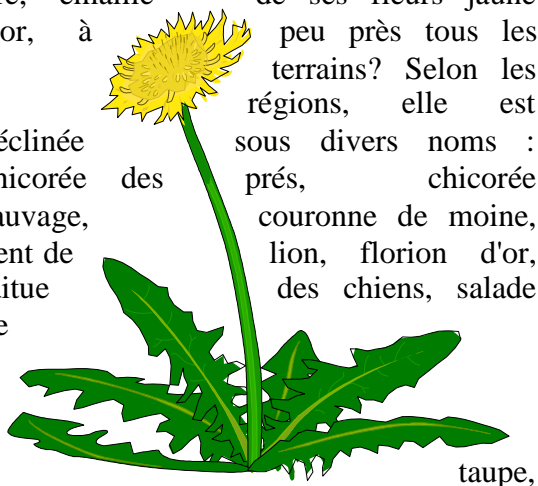 de ses fleurs jaune
or, à peu près tous les
terrains? Selon les
régions, elle est
éclinée sous divers noms :
hicorée des prés, chicorée
auvage, couronne de moine,
ent de lion, florion d'or,
aitue des chiens, salade
e
taupe,